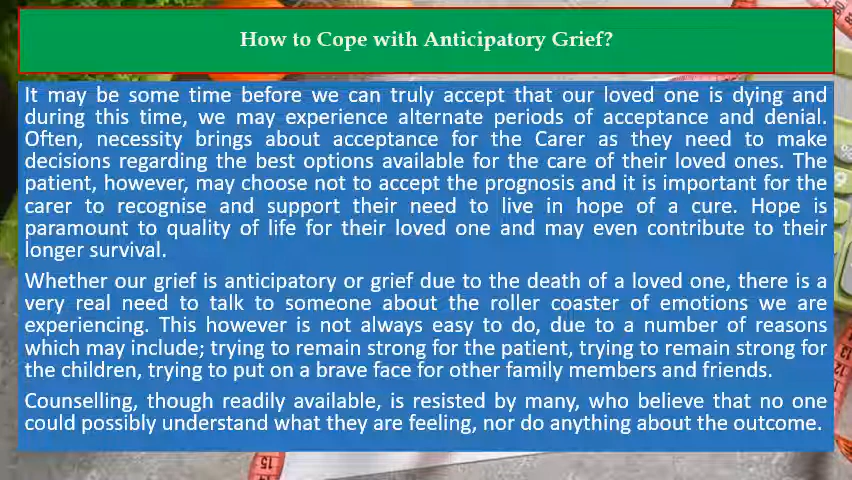 How to Cope with Anticipatory Grief?
It may be some time before we can truly accept that our loved one is dying and
during this time, we may experience alternate periods of acceptance and denial.
Often, necessity brings about acceptance for the Carer as they need to make
decisions regarding the best options available for the care of their loved ones. The
patient, however, may choose not to accept the prognosis and it is important for the
carer to recognise and support their need to live in hope of a cure. Hope is
paramount to quality of life for their loved one and may even contribute to their
longer survival.
Whether our grief is anticipatory or grief due to the death of a loved one, there is a
very real need to talk to someone about the roller coaster of emotions we are
experiencing. This however is not always easy to do, due to a number of reasons
which may include; trying to remain strong for the patient, trying to remain strong for
the children, trying to put on a brave face for other family members and friends.
Counselling, though readily available, is resisted by many, who believe that no one
could possibly understand what they are feeling, nor do anything about the outcome.
15